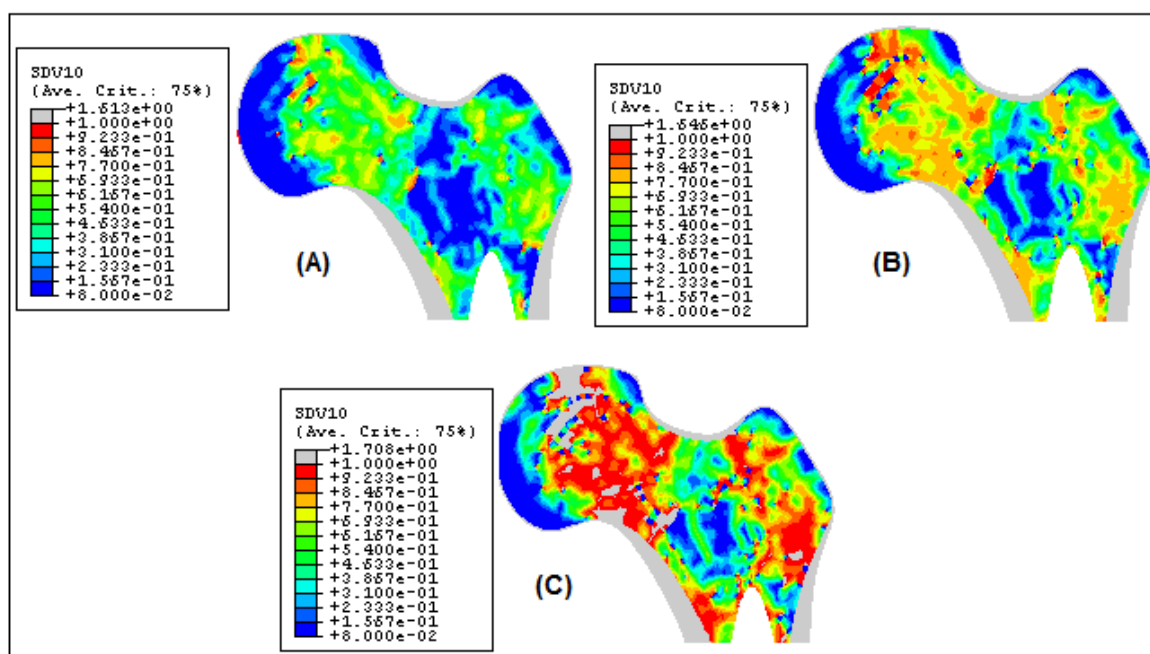 SDV10
(Ave. Crit.: 75%)
+1.613e+00
+1.000e+00
+9.233e-01
+8.467e-01
+7.700e-01
+6.933e-01
+6.167e-01
+5.400e-01
+4.633e-01
+3.867e-01
+3.100e-01
+2.333e-01
+1.567e-01
+8.000e-02
(A)
SDV10
(Ave. Crit.: 75%)
+1.646e+00
+1.000e+00
+9.233e-01
+8.467e-01
+7.700e-01
+6.933e-01
+6.167e-01
+5.400e-01
+4.633e-01
+3.867e-01
+3.100e-01
+2.333e-01
+1.567e-01
+8.000e-02
(B)
SDV10
(Ave. Crit.: 75%)
+1.708e+00
+1.000e+00
+9.233e-01
+8.467e-01
+7.700e-01
+6.933e-01
+6.167e-01
+5.400e-01
+4.633e-01
+3.867e-01
+3.100e-01
+2.333e-01
+1.567e-01
+8.000e-02
(C)